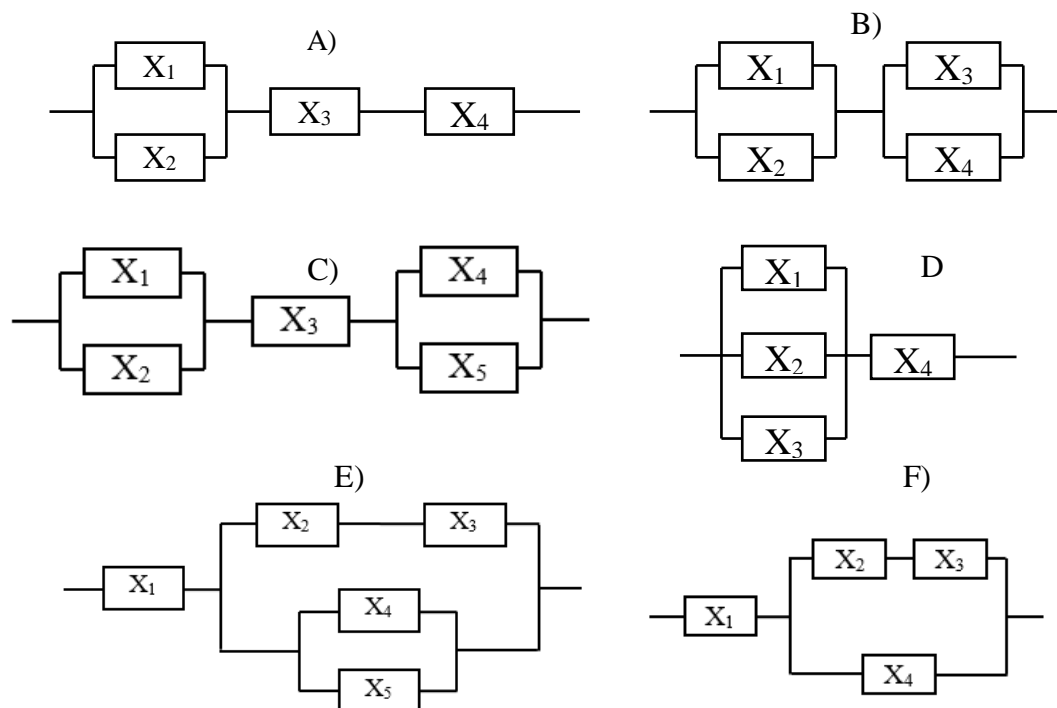 A)
X₁
X₂
X₃
X₄
B)
X₁
X₂
X₃
X₄
C)
X₁
X₂
X₃
X₄
X₅
D
X₁
X₂
X₃
X₄
E)
X₁
X₂
X₃
X₄
X₅
F)
X₁
X₂
X₃
X₄